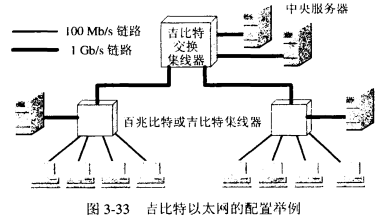 100 Mb/s 链路
1 Gb/s 链路
吉比特
交换
集线器
中央服务器
百兆比特或吉比特集线器
图 3-33 吉比特以太网的配置举例